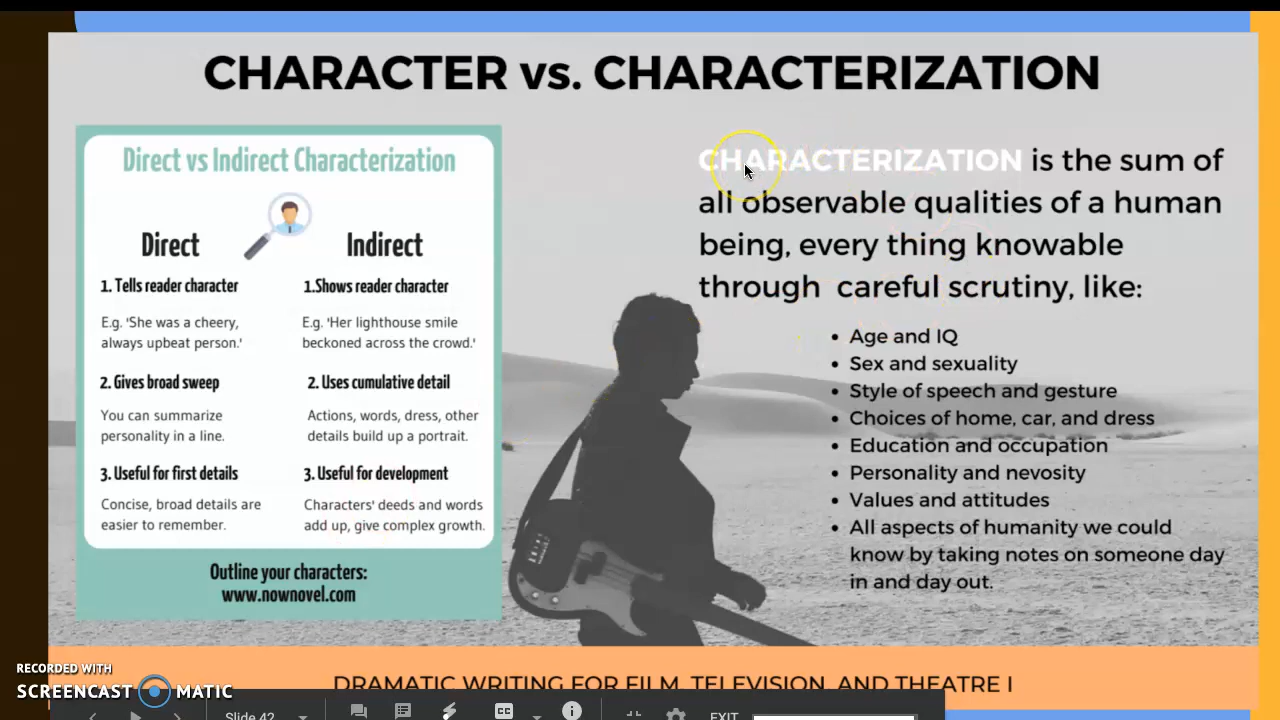 CHARACTER vs. CHARACTERIZATION
Direct vs Indirect Characterization
Direct
1. Tells reader character
E.g. 'She was a cheery,
always upbeat person.'
2. Gives broad sweep
You can summarize
personality in a line.
3. Useful for first details
Concise, broad details are
easier to remember.
Indirect
1.Shows reader character
E.g. 'Her lighthouse smile
beckoned across the crowd.'
2. Uses cumulative detail
Actions, words, dress, other
details build up a portrait.
3. Useful for development
Characters' deeds and words
add up, give complex growth.
Outline your characters:
www.nownovel.com
CHARACTERIZATION is the sum of
all observable qualities of a human
being, every thing knowable
through careful scrutiny, like:
• Age and IQ
• Sex and sexuality
• Style of speech and gesture
• Choices of home, car, and dress
• Education and occupation
• Personality and nevosity
• Values and attitudes
• All aspects of humanity we could
know by taking notes on someone day
in and day out.
DRAMATIC WRITING FOR FILM, TELEVISION, AND THEATRE I
RECORDED WITH
SCREENCAST MATIC
Slide 42
CC
EXIT